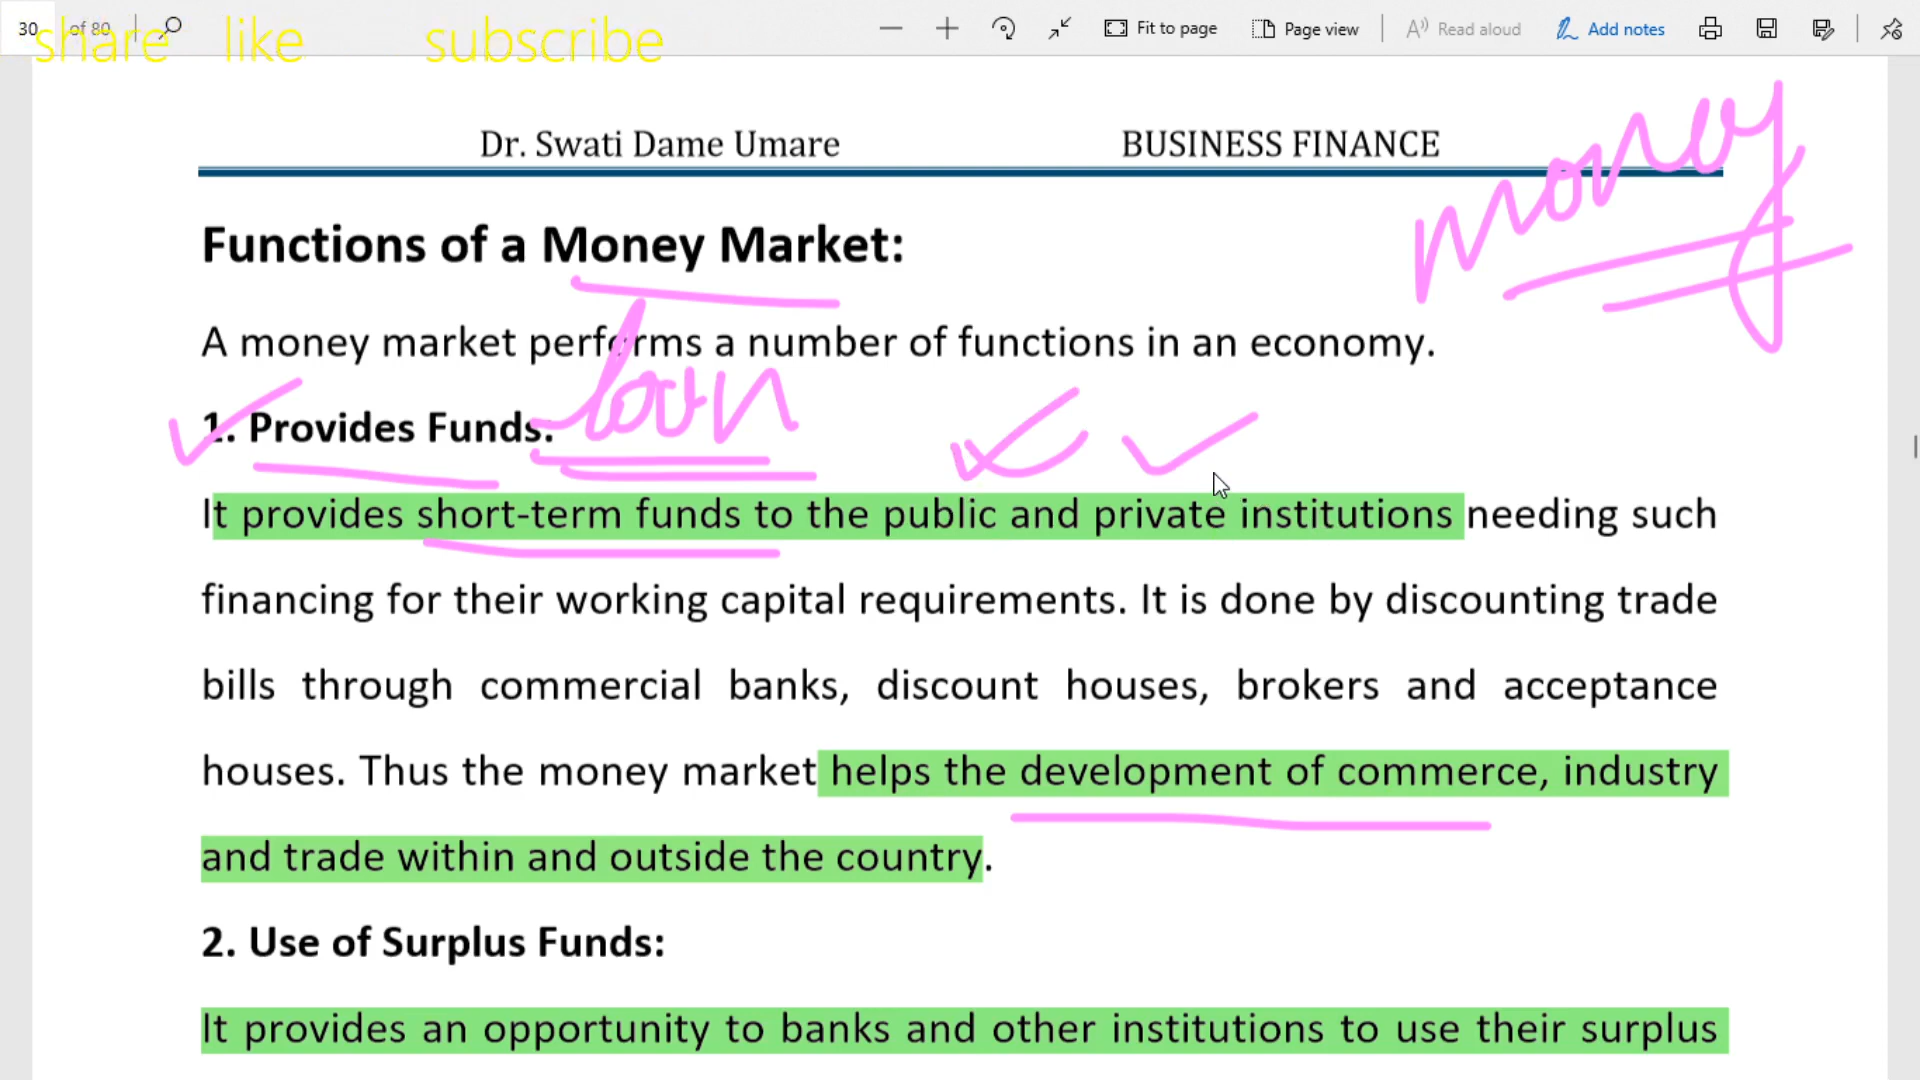 30 of 80 Fit to page Page view Read aloud Add notes
share like subscribe
Dr. Swati Dame Umare BUSINESS FINANCE
money
Functions of a Money Market:
A money market performs a number of functions in an economy.
loan
1. Provides Funds:
It provides short-term funds to the public and private institutions needing such
financing for their working capital requirements. It is done by discounting trade
bills through commercial banks, discount houses, brokers and acceptance
houses. Thus the money market helps the development of commerce, industry
and trade within and outside the country.
2. Use of Surplus Funds:
It provides an opportunity to banks and other institutions to use their surplus